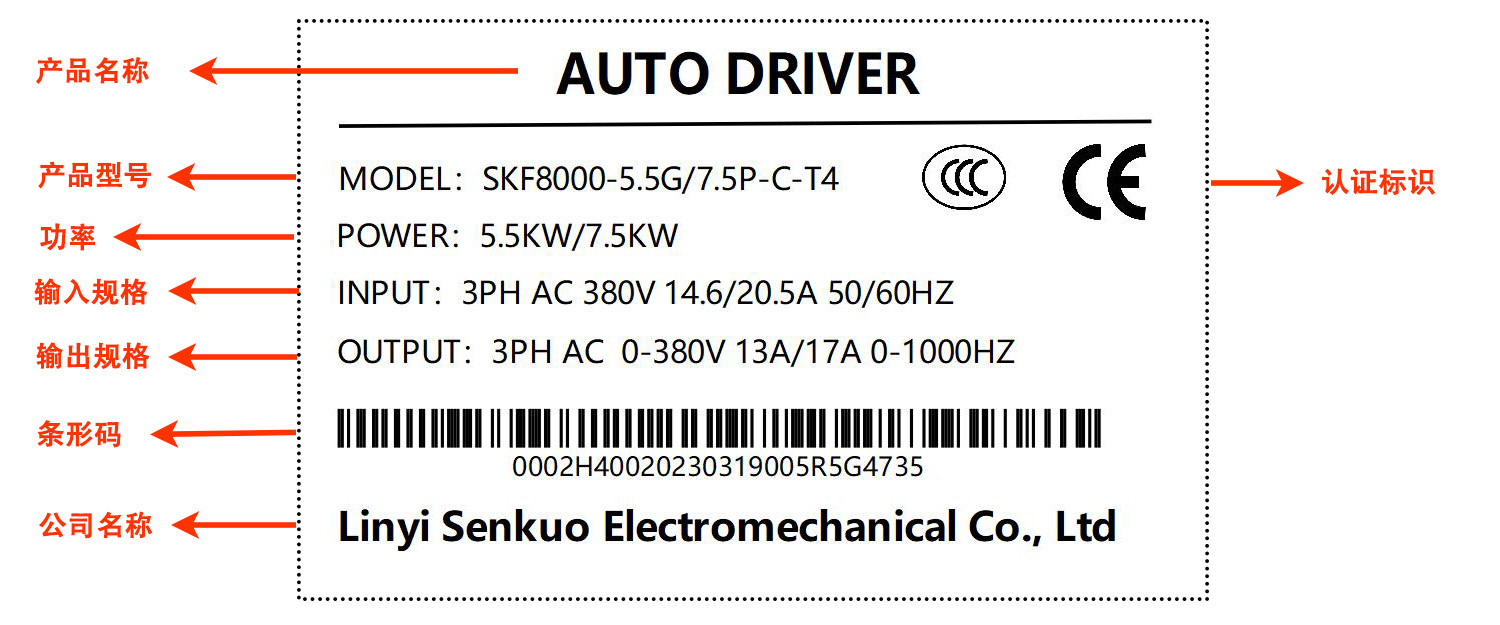 产品名称
AUTO DRIVER
产品型号
MODEL：SKF8000-5.5G/7.5P-C-T4
CCC
CE
认证标识
功率
POWER：5.5KW/7.5KW
输入规格
INPUT：3PH AC 380V 14.6/20.5A 50/60HZ
输出规格
OUTPUT：3PH AC 0-380V 13A/17A 0-1000HZ
条形码
0002H40020230319005R5G4735
公司名称
Linyi Senkuo Electromechanical Co., Ltd